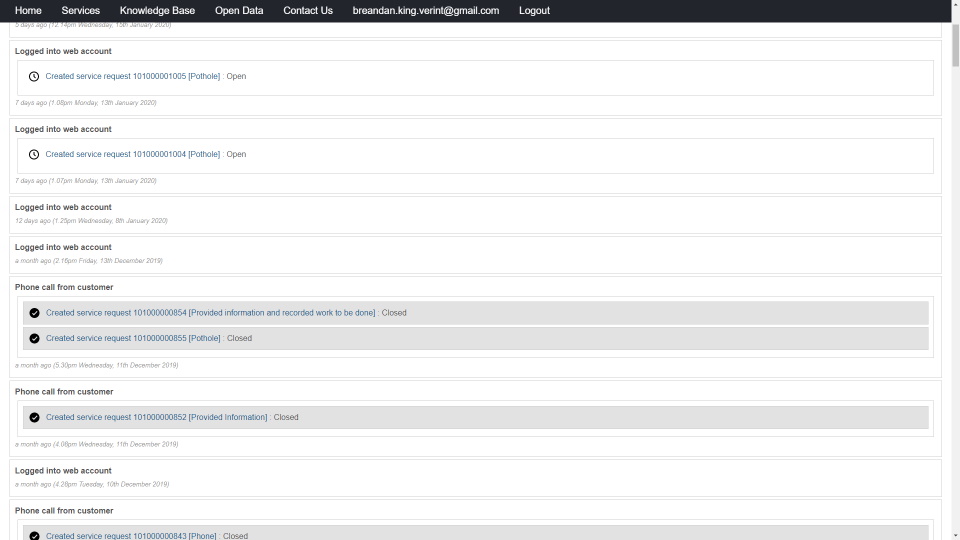 Home Services Knowledge Base Open Data Contact Us breandan.king.verint@gmail.com Logout
5 days ago (12.14pm Wednesday, 15th January 2020)
Logged into web account
Created service request 101000001005 [Pothole] : Open
7 days ago (1.08pm Monday, 13th January 2020)
Logged into web account
Created service request 101000001004 [Pothole] : Open
7 days ago (1.07pm Monday, 13th January 2020)
Logged into web account
12 days ago (1.25pm Wednesday, 8th January 2020)
Logged into web account
a month ago (2.16pm Friday, 13th December 2019)
Phone call from customer
Created service request 101000000854 [Provided information and recorded work to be done] : Closed
Created service request 101000000855 [Pothole] : Closed
a month ago (5.30pm Wednesday, 11th December 2019)
Phone call from customer
Created service request 101000000852 [Provided Information] : Closed
a month ago (4.06pm Wednesday, 11th December 2019)
Logged into web account
a month ago (4.28pm Tuesday, 10th December 2019)
Phone call from customer
Created service request 101000000843 [Phone] : Closed